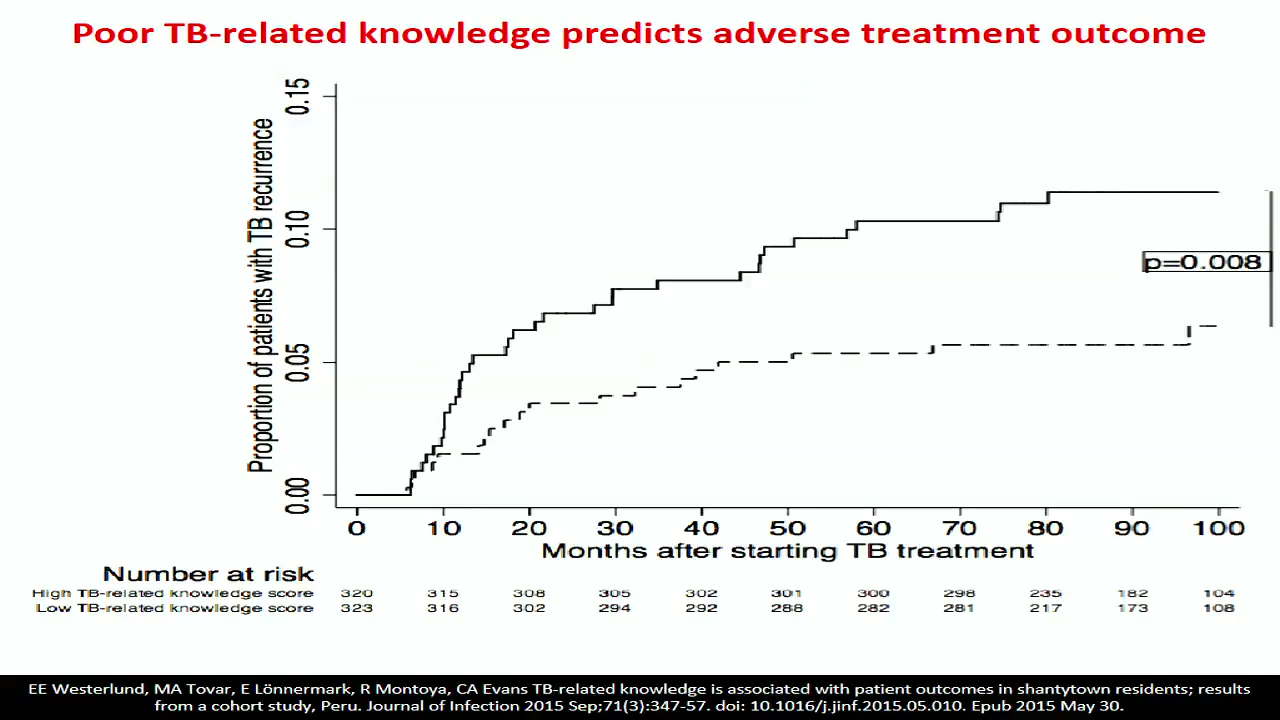 Poor TB-related knowledge predicts adverse treatment outcome
Proportion of patients with TB recurrence
0.15
0.10
0.05
0.00
p=0.008
0 10 20 30 40 50 60 70 80 90 100
Months after starting TB treatment
Number at risk
High TB-related knowledge score 320 315 308 305 302 301 300 298 235 182 104
Low TB-related knowledge score 323 316 302 294 292 288 282 281 217 173 108
EE Westerlund, MA Tovar, E Lönnermark, R Montoya, CA Evans TB-related knowledge is associated with patient outcomes in shantytown residents; results
from a cohort study, Peru. Journal of Infection 2015 Sep;71(3):347-57. doi: 10.1016/j.jinf.2015.05.010. Epub 2015 May 30.